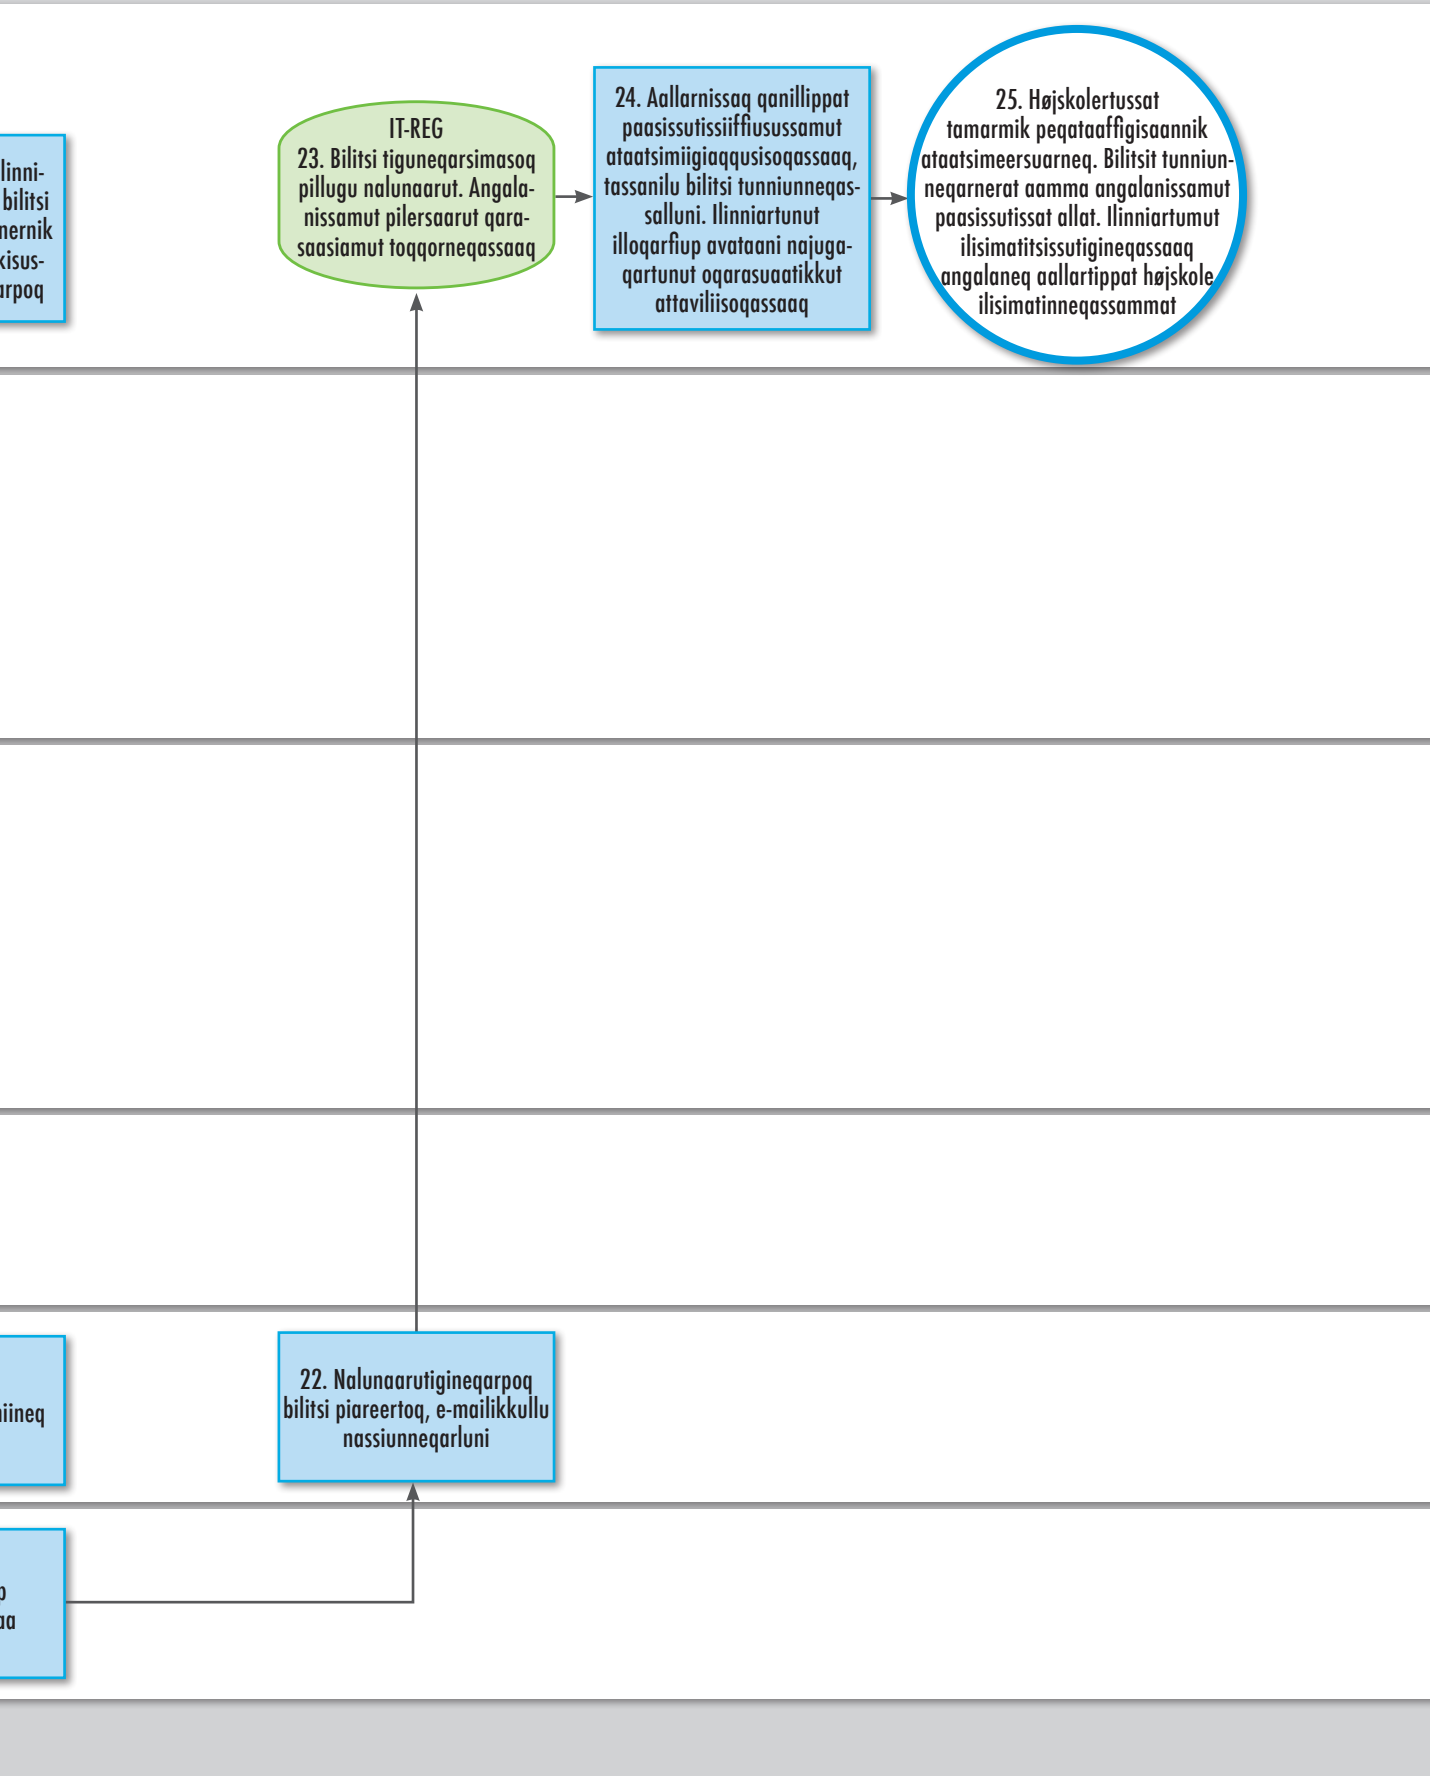 bilitsi
IT-REG
23. Bilitsi tiguneqarsimasoq
pillugu nalunaarut. Angala-
nissamut pilersaarut qara-
saasiamut toqqorneqassaaq
24. Aallarnissaq qanillippat
paasissutissiiffiusussamut
ataatsimiigiaqqusisoqassaaq,
tassanilu bilitsi tunniunneqas-
salluni. Ilinniartunut
illoqarfiup avataani najuga-
qartunut oqarasuaatikkut
attaviliisoqassaaq
25. Højskolertussat
tamarmik peqataaffigisaannik
ataatsimeersuarneq. Bilitsit tunniun-
neqarnerat aamma angalanissamut
paasissutissat allat. Ilinniartumut
ilisimatitsissutigineqassaaq
angalaneq aallartippat højskole
ilisimatinneqassammat
22. Nalunaarutigineqarpoq
bilitsi piareertoq, e-mailikkullu
nassiunneqarluni